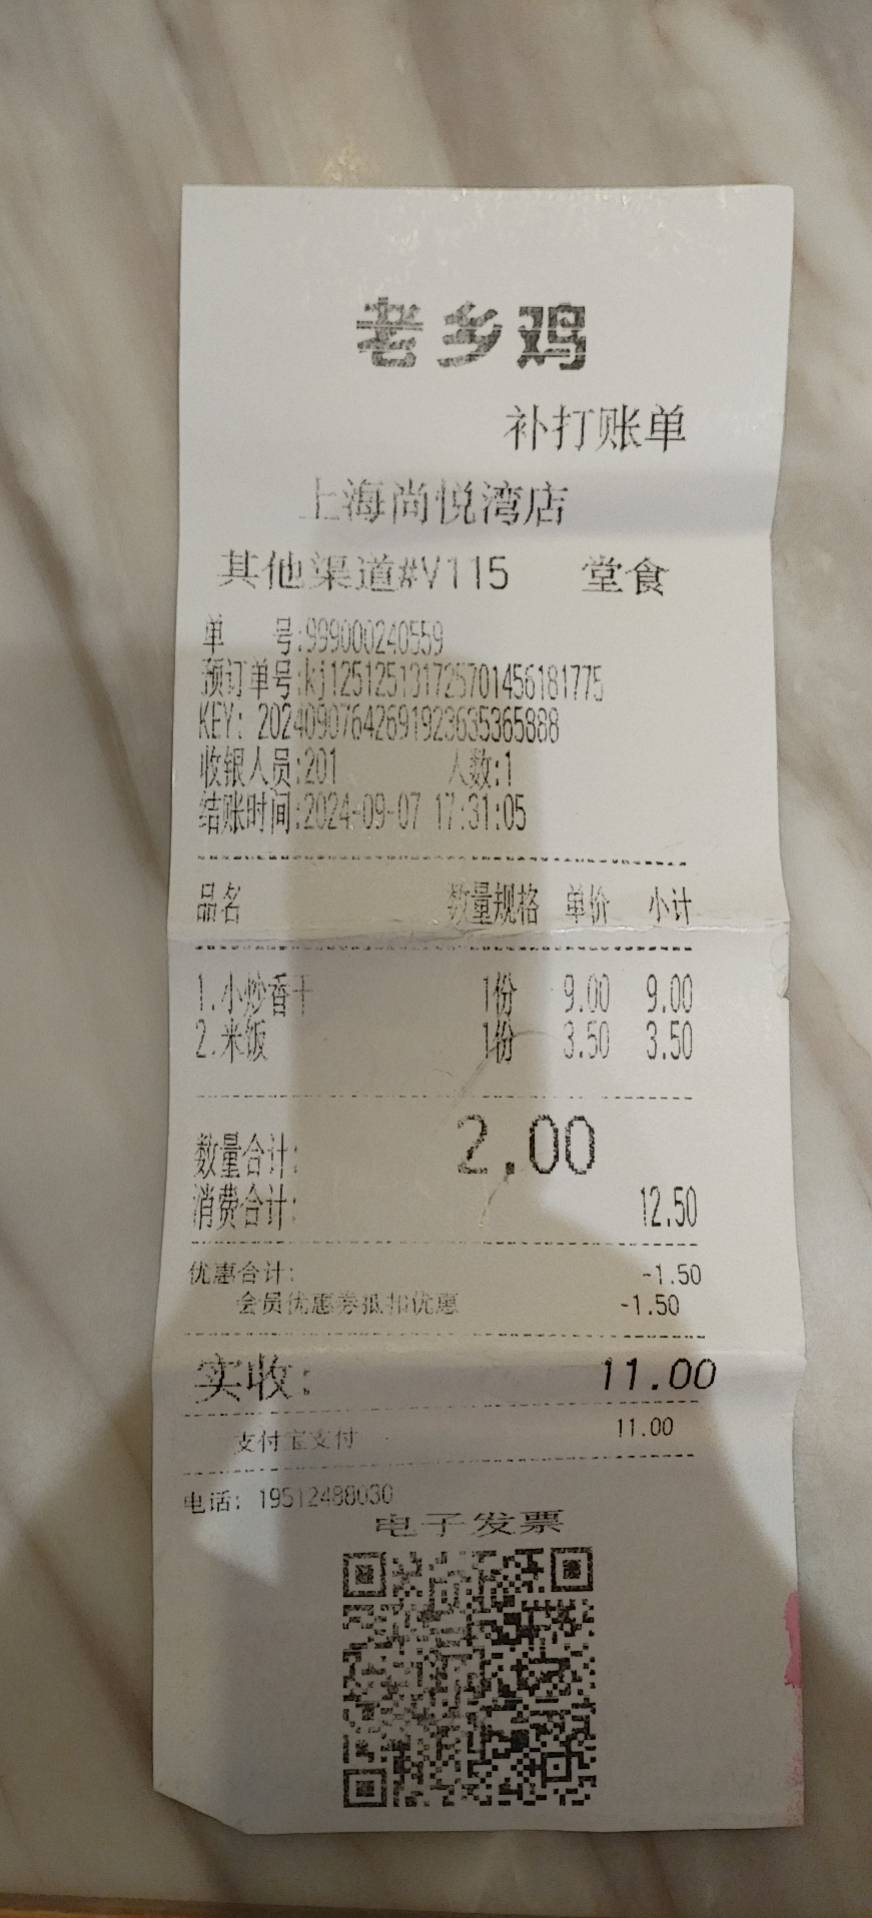 老乡鸡
补打账单
上海尚悦湾店
其他渠道#V115 堂食
单 号:999000240559
预订单号:kj125125131725701456181775
KEY: 20240907642691923635365888
收银人员:201 人数:1
结账时间:2024-09-07 17:31:05
品名 数量规格 单价 小计
1.小炒香干 1份 9.00 9.00
2.米饭 1份 3.50 3.50
数量合计: 2.00
消费合计: 12.50
优惠合计: -1.50
会员优惠券抵扣优惠 -1.50
实收: 11.00
支付宝支付 11.00
电话: 19512488030
电子发票